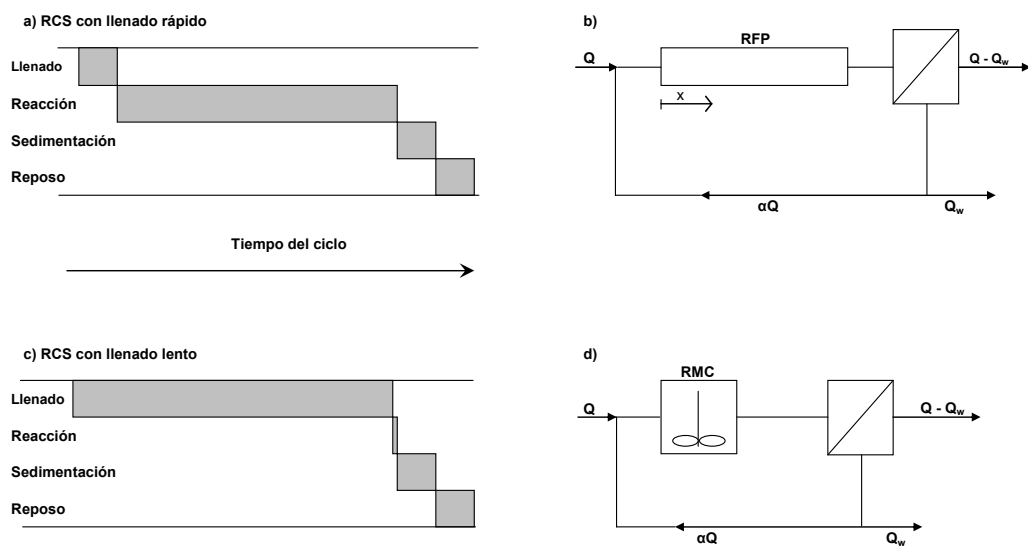 a) RCS con llenado rápido
Llenado
Reacción
Sedimentación
Reposo
Tiempo del ciclo
b)
RFP
Q
Q - Qw
x
αQ
Qw
c) RCS con llenado lento
Llenado
Reacción
Sedimentación
Reposo
d)
RMC
Q
Q - Qw
αQ
Qw